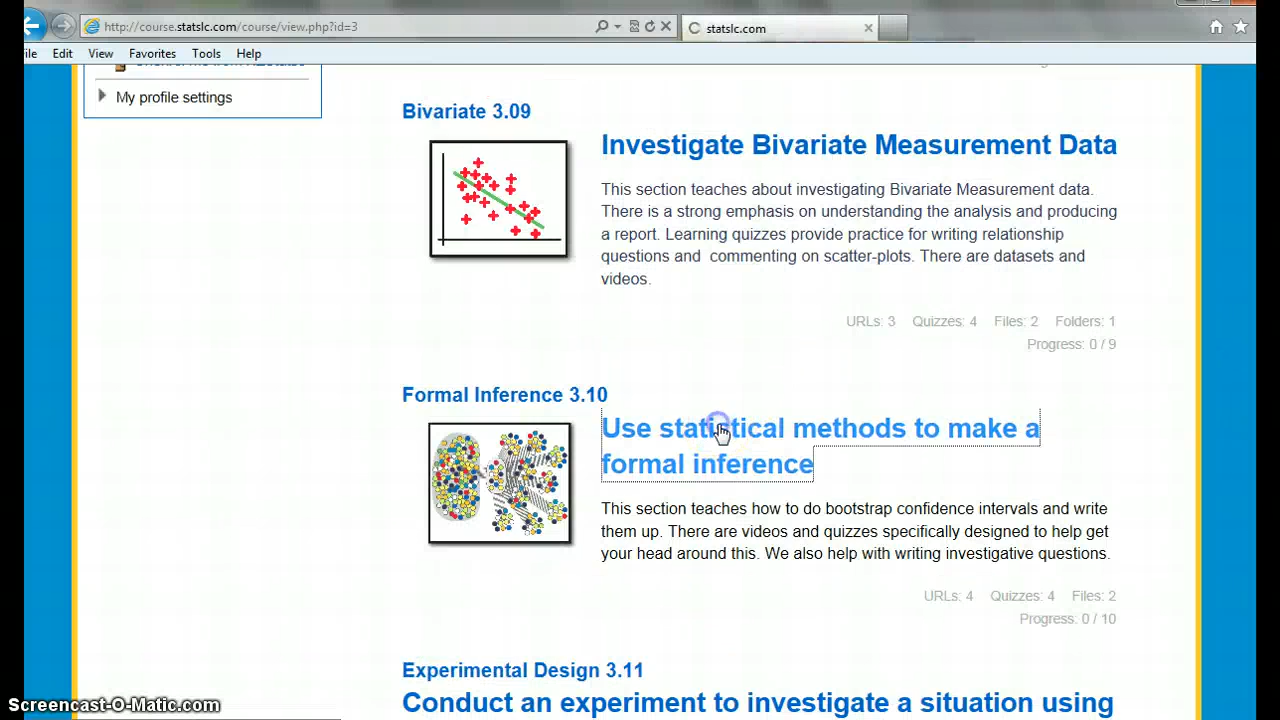 http://course.statslc.com/course/view.php?id=3
statslc.com
File Edit View Favorites Tools Help
My profile settings
Bivariate 3.09
Investigate Bivariate Measurement Data
This section teaches about investigating Bivariate Measurement data.
There is a strong emphasis on understanding the analysis and producing
a report. Learning quizzes provide practice for writing relationship
questions and commenting on scatter-plots. There are datasets and
videos.
URLs: 3 Quizzes: 4 Files: 2 Folders: 1
Progress: 0 / 9
Formal Inference 3.10
Use statistical methods to make a
formal inference
This section teaches how to do bootstrap confidence intervals and write
them up. There are videos and quizzes specifically designed to help get
your head around this. We also help with writing investigative questions.
URLs: 4 Quizzes: 4 Files: 2
Progress: 0 / 10
Experimental Design 3.11
Conduct an experiment to investigate a situation using
Screencast-O-Matic.com